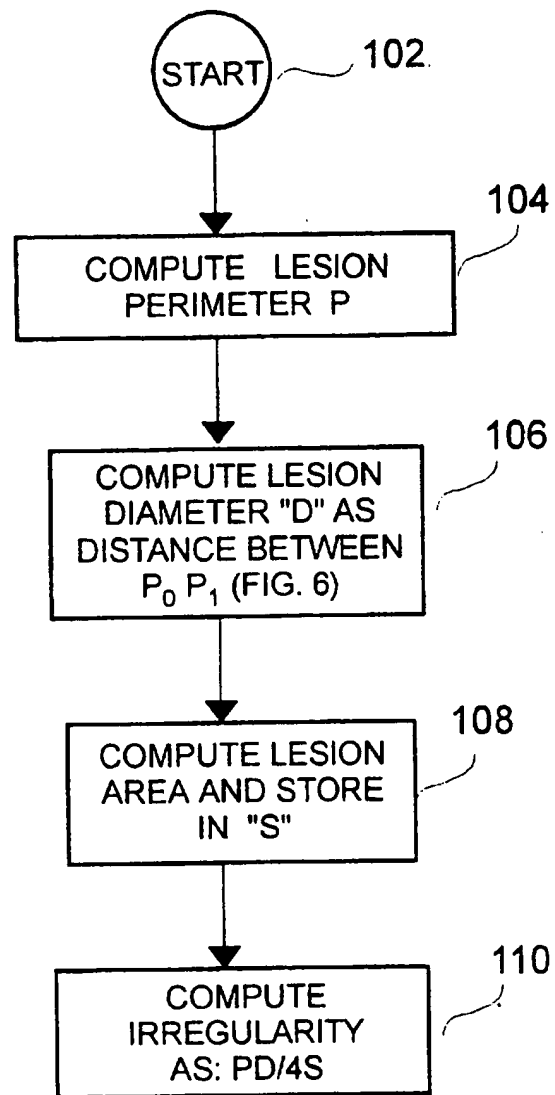 START
102
104
COMPUTE LESION
PERIMETER P
106
COMPUTE LESION
DIAMETER "D" AS
DISTANCE BETWEEN
P₀ P₁ (FIG. 6)
108
COMPUTE LESION
AREA AND STORE
IN "S"
110
COMPUTE
IRREGULARITY
AS: PD/4S